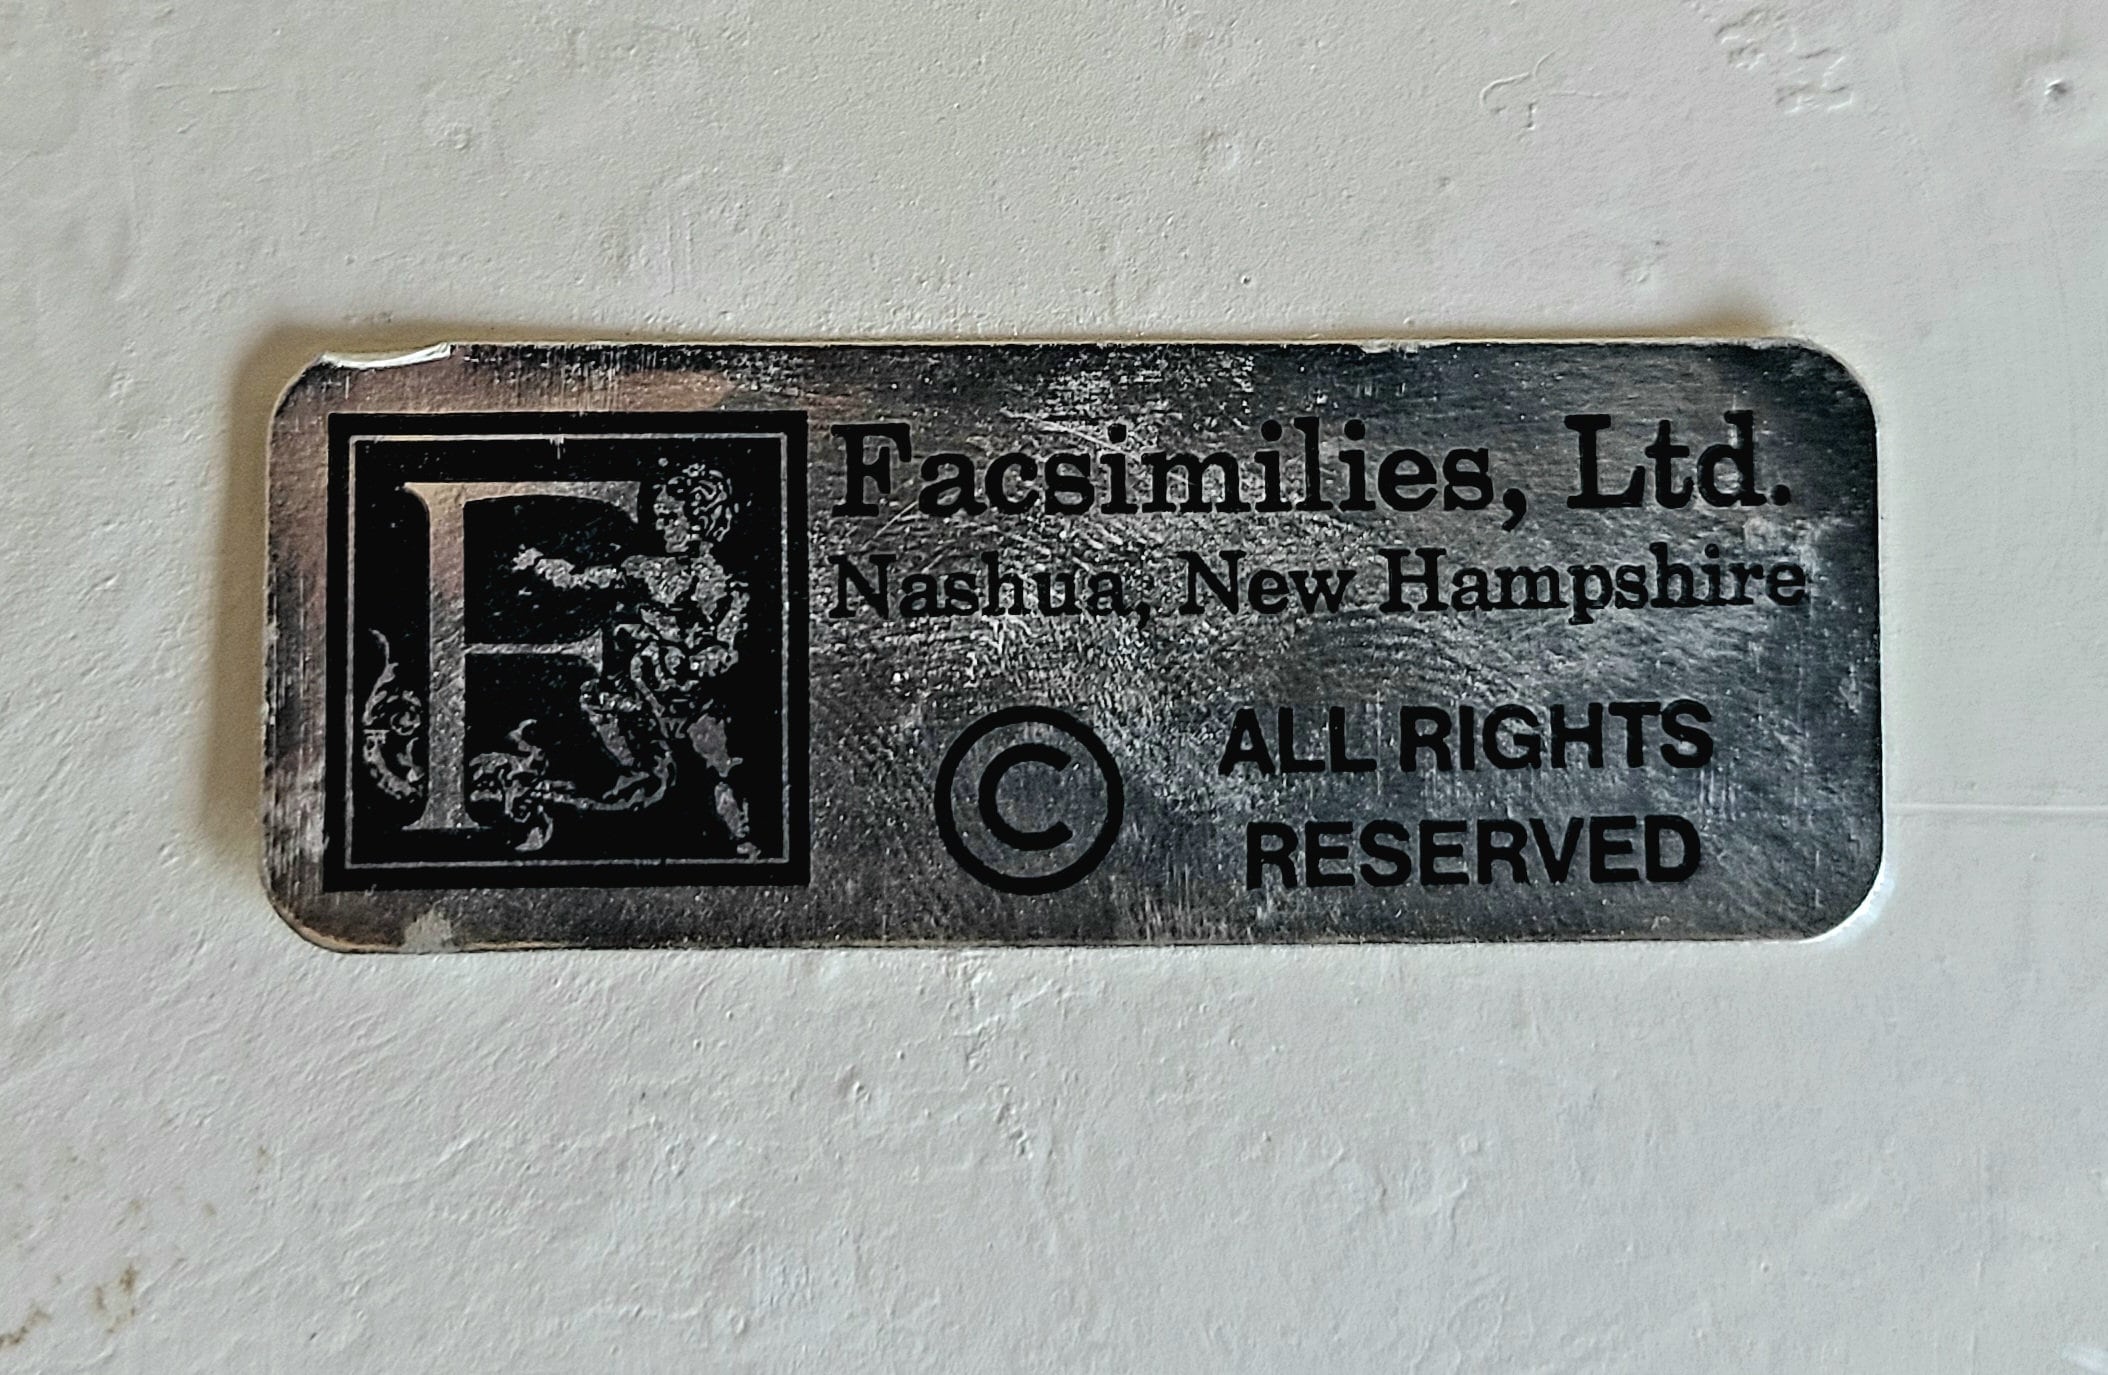 F
Facsimilies, Ltd.
Nashua, New Hampshire
© ALL RIGHTS
RESERVED